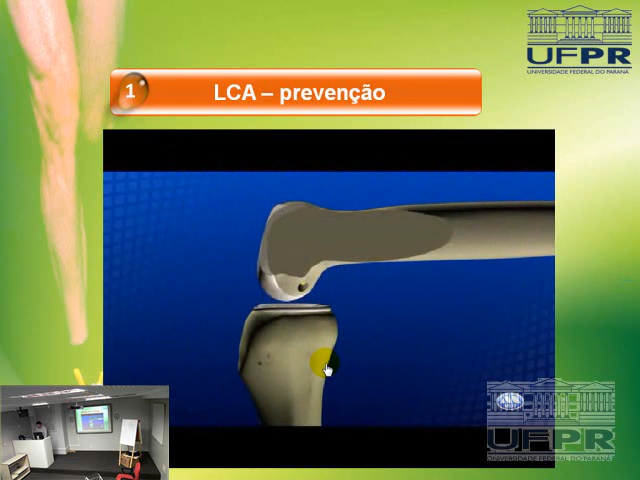 UFPR
UNIVERSIDADE FEDERAL DO PARANÁ
1
LCA – prevenção
UFPR
UNIVERSIDADE FEDERAL DO PARANÁ